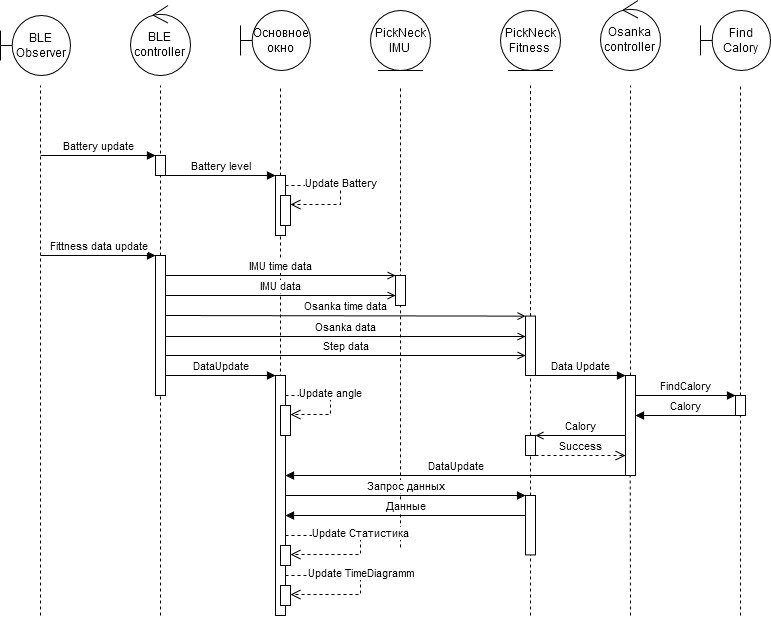 BLE
Observer
BLE
controller
Основное
окно
PickNeck
IMU
PickNeck
Fitness
Osanka
controller
Find
Calory
Battery update
Battery level
Update Battery
Fittness data update
IMU time data
IMU data
Osanka time data
Osanka data
Step data
DataUpdate
Data Update
Update angle
FindCalory
Calory
Calory
Success
DataUpdate
Запрос данных
Данные
Update Статистика
Update TimeDiagramm